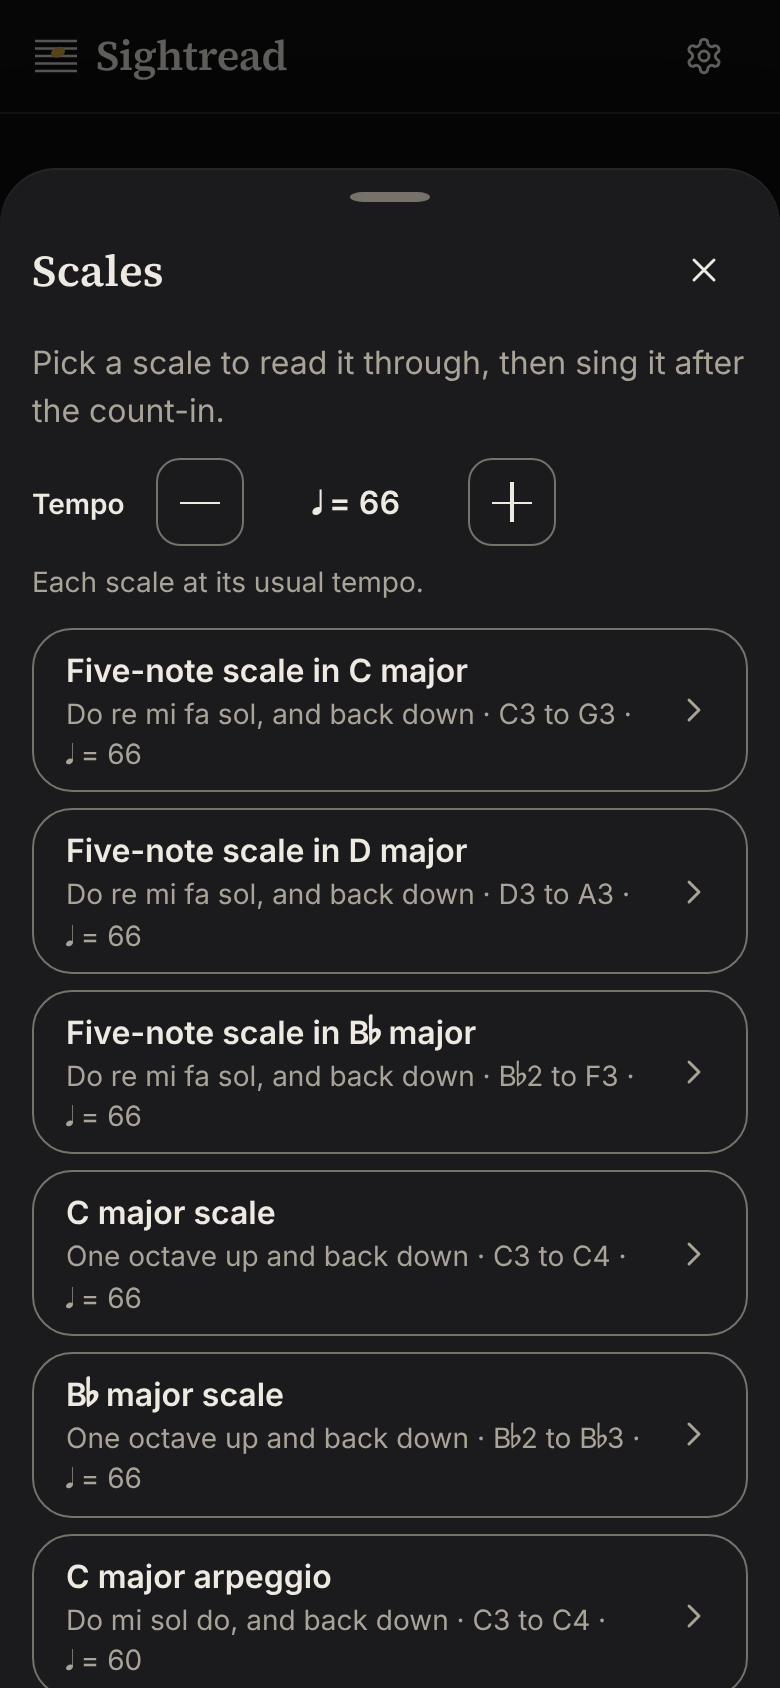 Sightread
Scales
Pick a scale to read it through, then sing it after
the count-in.
Tempo
♩ = 66
Each scale at its usual tempo.
Five-note scale in C major
Do re mi fa sol, and back down · C3 to G3 ·
♩ = 66
Five-note scale in D major
Do re mi fa sol, and back down · D3 to A3 ·
♩ = 66
Five-note scale in B♭ major
Do re mi fa sol, and back down · B♭2 to F3 ·
♩ = 66
C major scale
One octave up and back down · C3 to C4 ·
♩ = 66
B♭ major scale
One octave up and back down · B♭2 to B♭3 ·
♩ = 66
C major arpeggio
Do mi sol do, and back down · C3 to C4 ·
♩ = 60